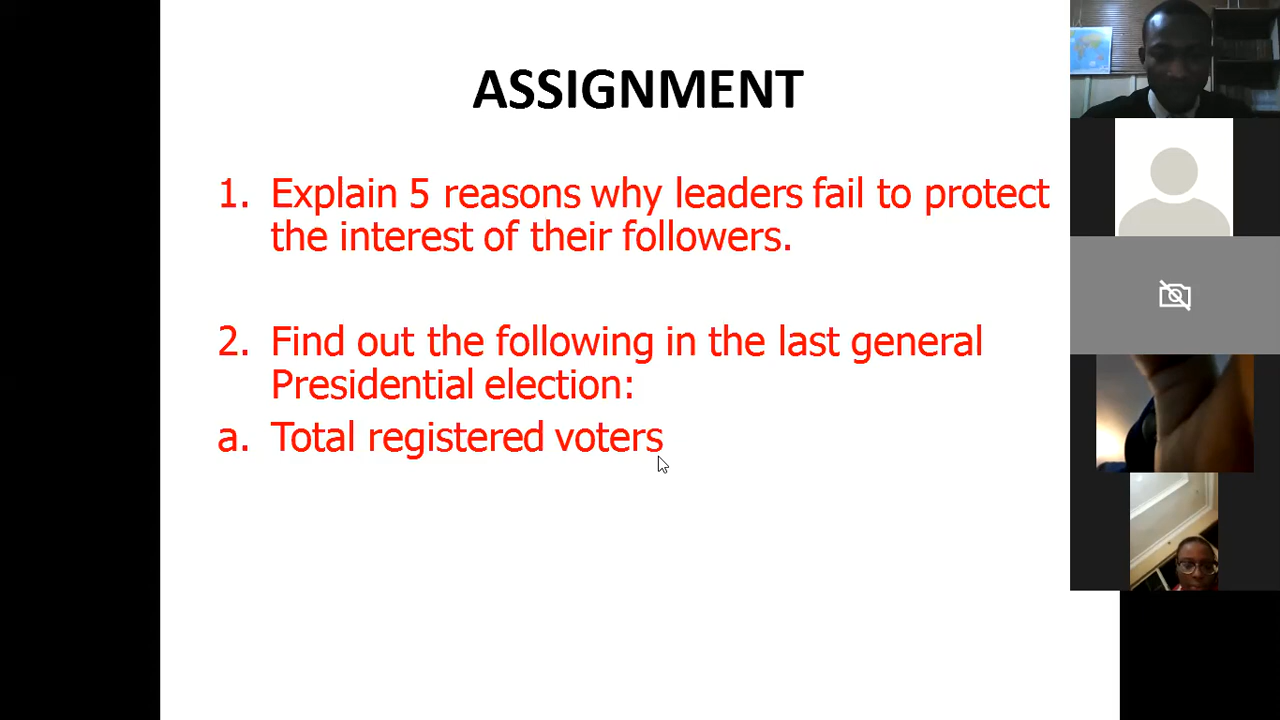 ASSIGNMENT
1. Explain 5 reasons why leaders fail to protect
the interest of their followers.
2. Find out the following in the last general
Presidential election:
a. Total registered voters